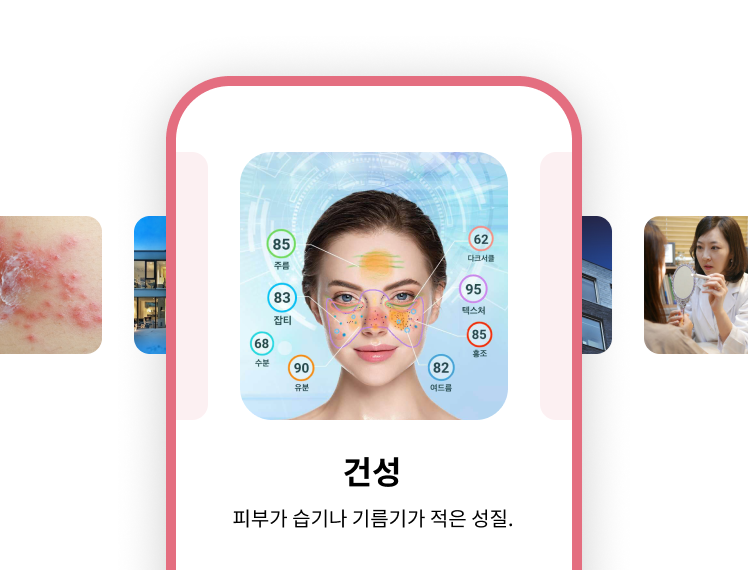 85
주름
62
다크서클
83
잡티
95
텍스처
68
수분
85
홍조
90
유분
82
여드름
건성
피부가 습기나 기름기가 적은 성질.